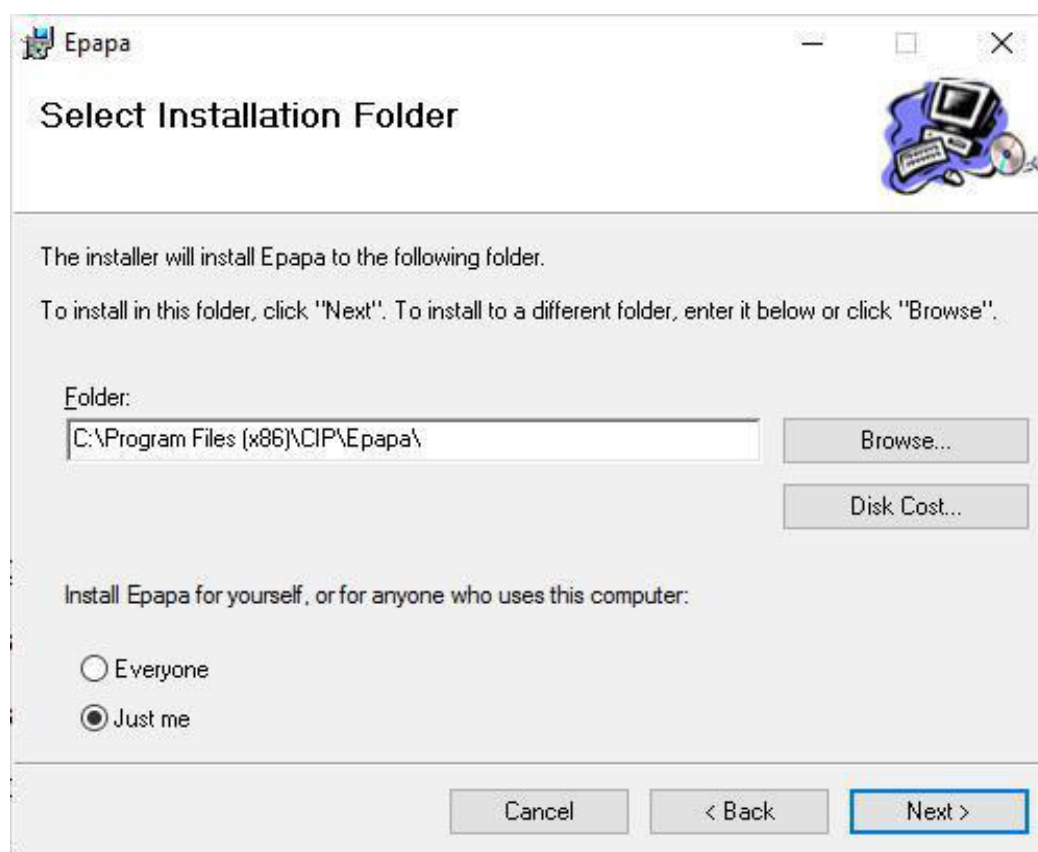 Epapa
Select Installation Folder
The installer will install Epapa to the following folder.
To install in this folder, click "Next". To install to a different folder, enter it below or click "Browse".
Folder:
C:\Program Files (x86)\CIP\Epapa\
Browse...
Disk Cost...
Install Epapa for yourself, or for anyone who uses this computer:
Everyone
Just me
Cancel
< Back
Next >